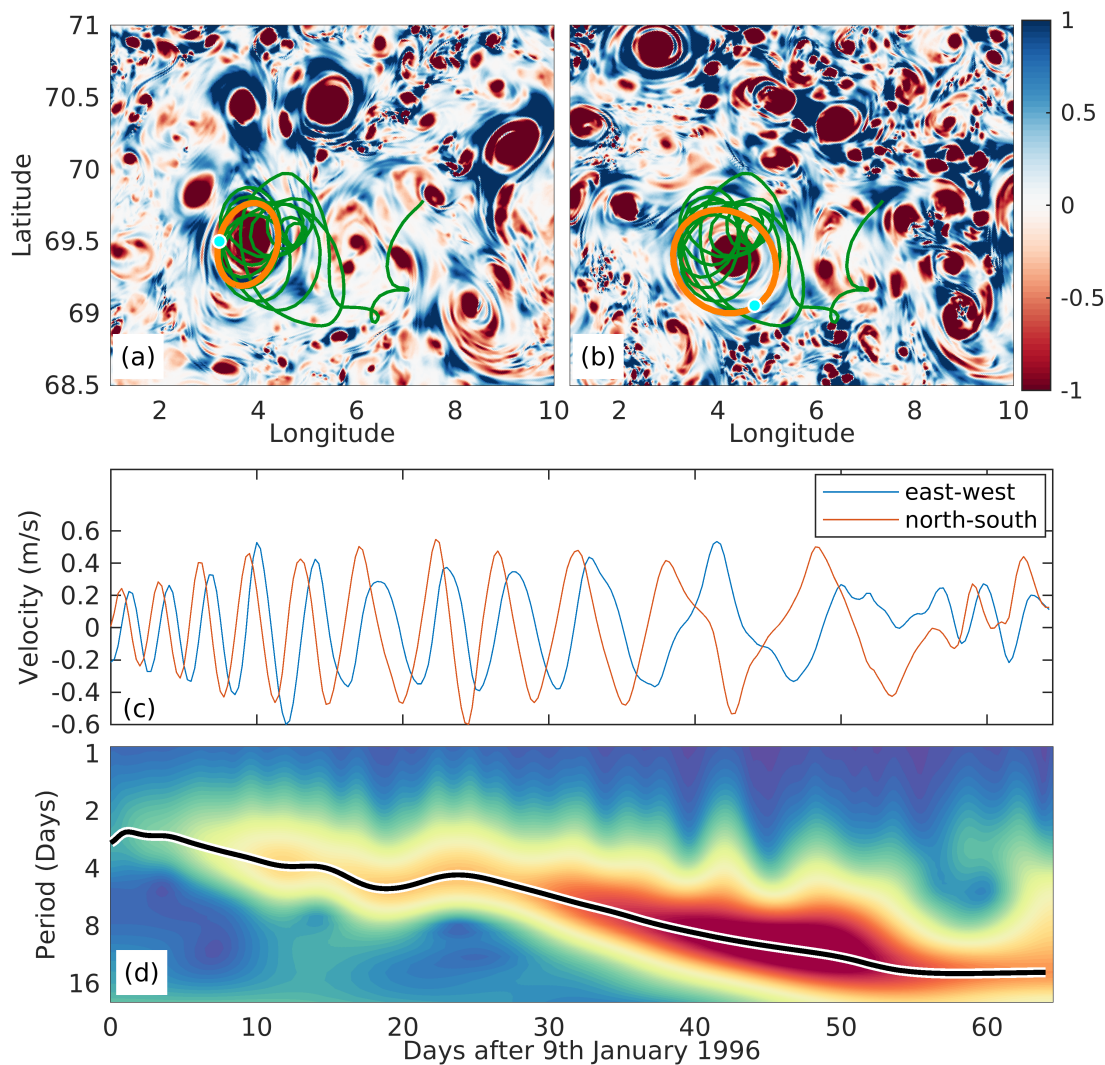 71
70.5
70
69.5
69
68.5
Latitude
(a)
(b)
2 4 6 8 10
2 4 6 8 10
Longitude
Longitude
1
0.5
0
-0.5
-1
east-west
north-south
0.6
0.4
0.2
0
-0.2
-0.4
-0.6
Velocity (m/s)
(c)
1
2
4
8
16
Period (Days)
(d)
0 10 20 30 40 50 60
Days after 9th January 1996